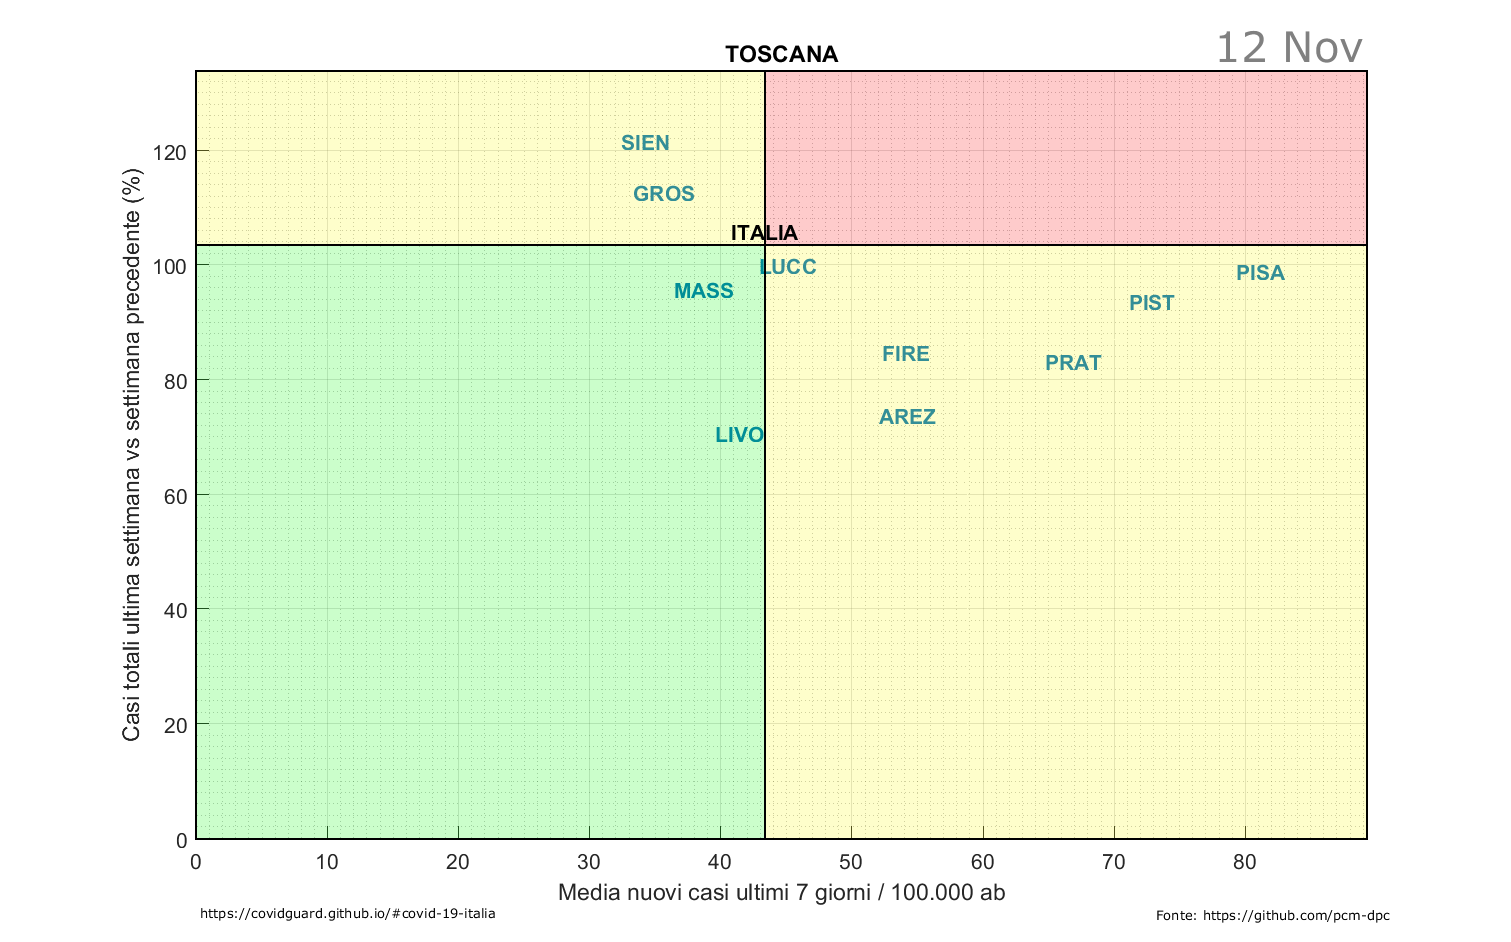 12 Nov
TOSCANA
SIEN
GROS
ITALIA
LUCC
PISA
MASS
PIST
FIRE
PRAT
AREZ
LIVO
120
100
80
60
40
20
0
Casi totali ultima settimana vs settimana precedente (%)
0 10 20 30 40 50 60 70 80
Media nuovi casi ultimi 7 giorni / 100.000 ab
https://covidguard.github.io/#covid-19-italia
Fonte: https://github.com/pcm-dpc